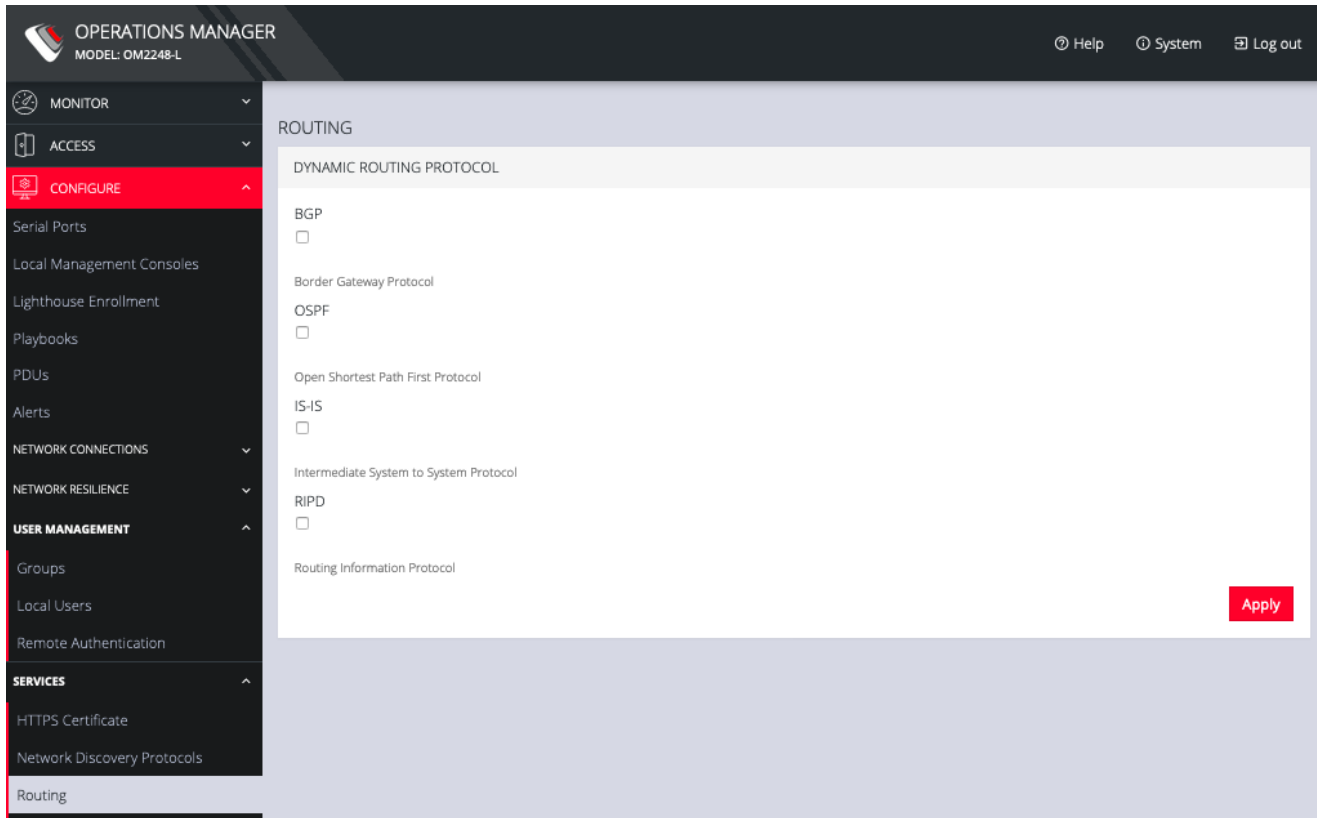 OPERATIONS MANAGER
MODEL: OM2248-L
Help
System
Log out
MONITOR
ACCESS
CONFIGURE
Serial Ports
Local Management Consoles
Lighthouse Enrollment
Playbooks
PDUs
Alerts
NETWORK CONNECTIONS
NETWORK RESILIENCE
USER MANAGEMENT
Groups
Local Users
Remote Authentication
SERVICES
HTTPS Certificate
Network Discovery Protocols
Routing
ROUTING
DYNAMIC ROUTING PROTOCOL
BGP
Border Gateway Protocol
OSPF
Open Shortest Path First Protocol
IS-IS
Intermediate System to System Protocol
RIPD
Routing Information Protocol
Apply